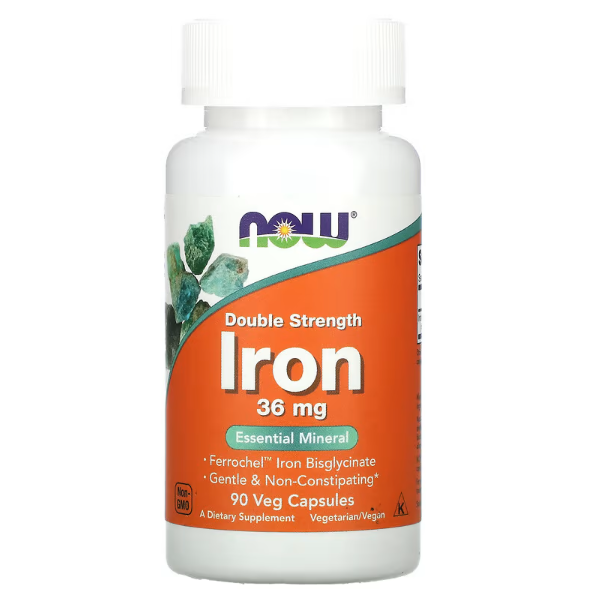 NOW®
Double Strength
Iron
36 mg
Essential Mineral
• Ferrochel™ Iron Bisglycinate
• Gentle & Non-Constipating*
90 Veg Capsules
Non-
GMO
A Dietary Supplement Vegetarian/Vegan
K